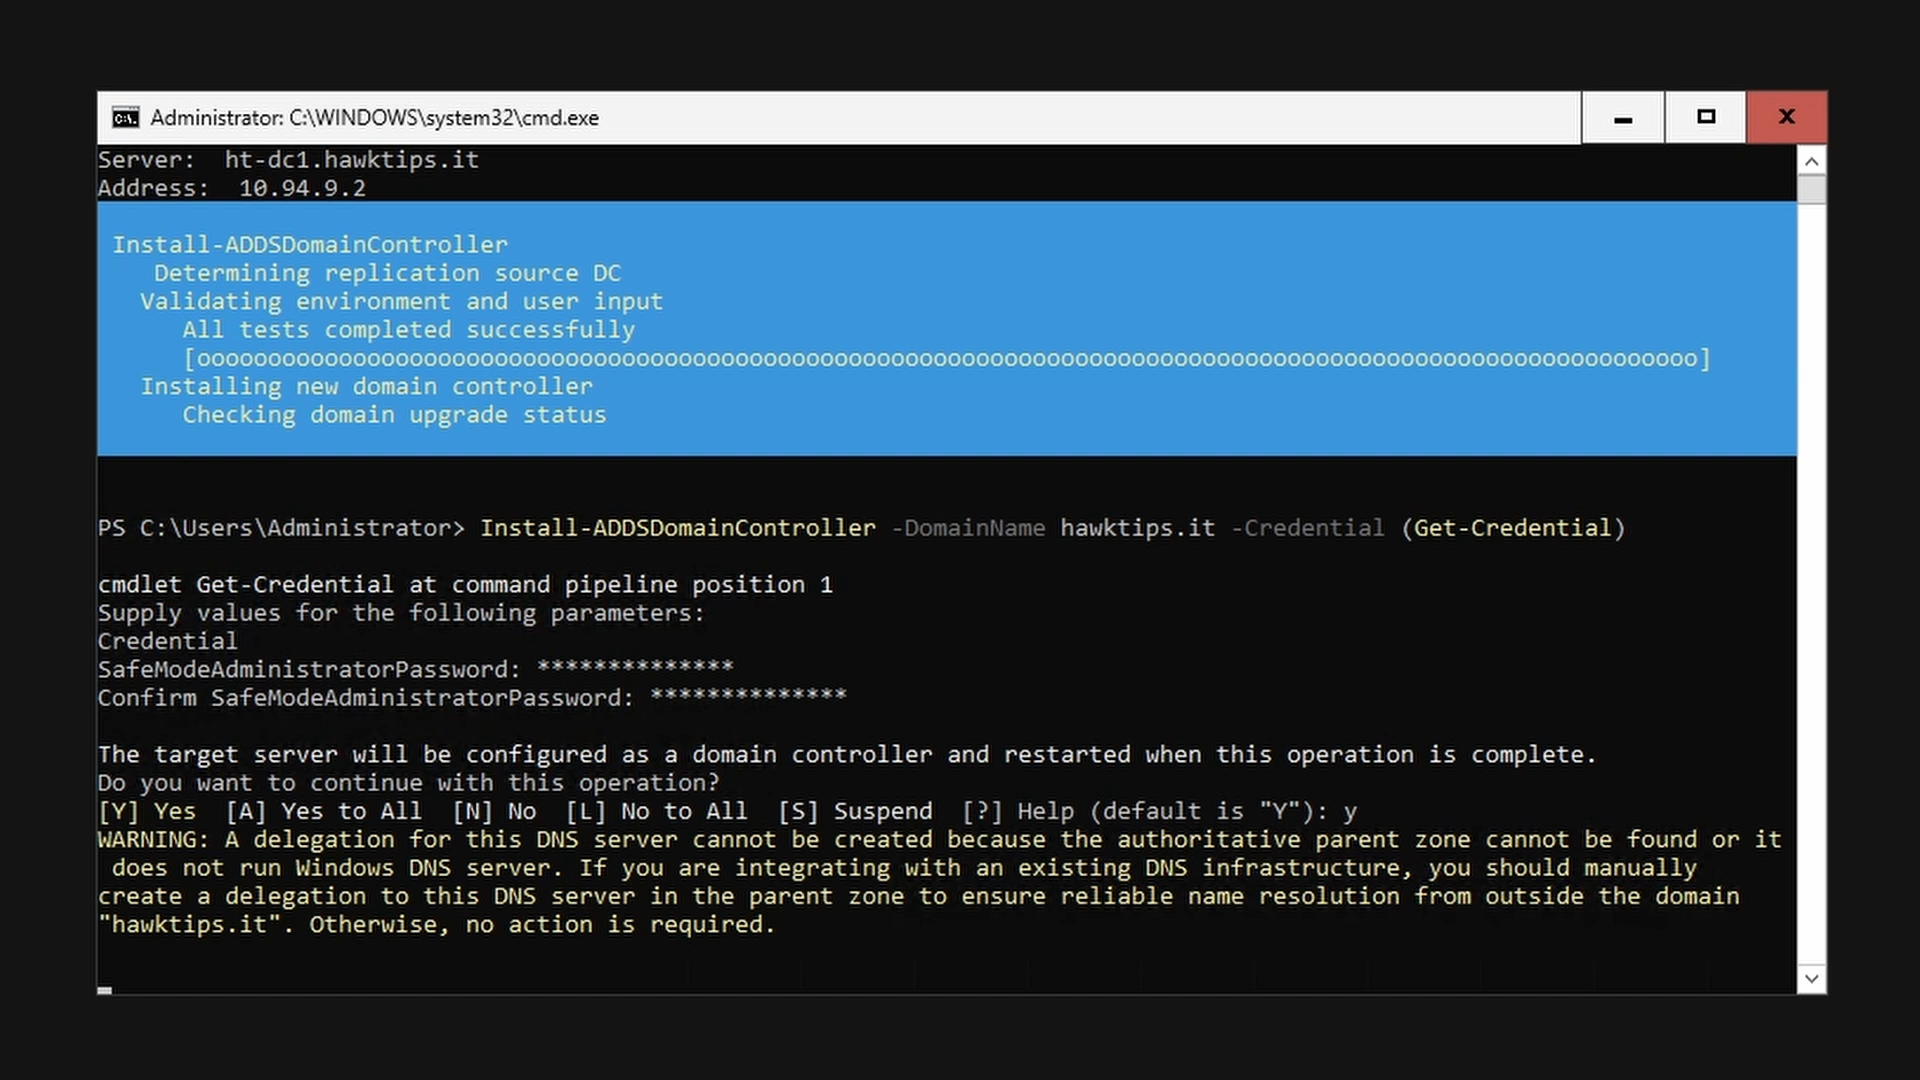 Administrator: C:\WINDOWS\system32\cmd.exe
Server:  ht-dc1.hawktips.it
Address:  10.94.9.2
Install-ADDSDomainController
Determining replication source DC
Validating environment and user input
All tests completed successfully
[oooooooooooooooooooooooooooooooooooooooooooooooooooooooooooooooooooooooooooooooooooooooooooooooooooooooooo]
Installing new domain controller
Checking domain upgrade status
PS C:\Users\Administrator> Install-ADDSDomainController -DomainName hawktips.it -Credential (Get-Credential)
cmdlet Get-Credential at command pipeline position 1
Supply values for the following parameters:
Credential
SafeModeAdministratorPassword: **************
Confirm SafeModeAdministratorPassword: **************
The target server will be configured as a domain controller and restarted when this operation is complete.
Do you want to continue with this operation?
[Y] Yes  [A] Yes to All  [N] No  [L] No to All  [S] Suspend  [?] Help (default is "Y"): y
WARNING: A delegation for this DNS server cannot be created because the authoritative parent zone cannot be found or it
does not run Windows DNS server. If you are integrating with an existing DNS infrastructure, you should manually
create a delegation to this DNS server in the parent zone to ensure reliable name resolution from outside the domain
"hawktips.it". Otherwise, no action is required.